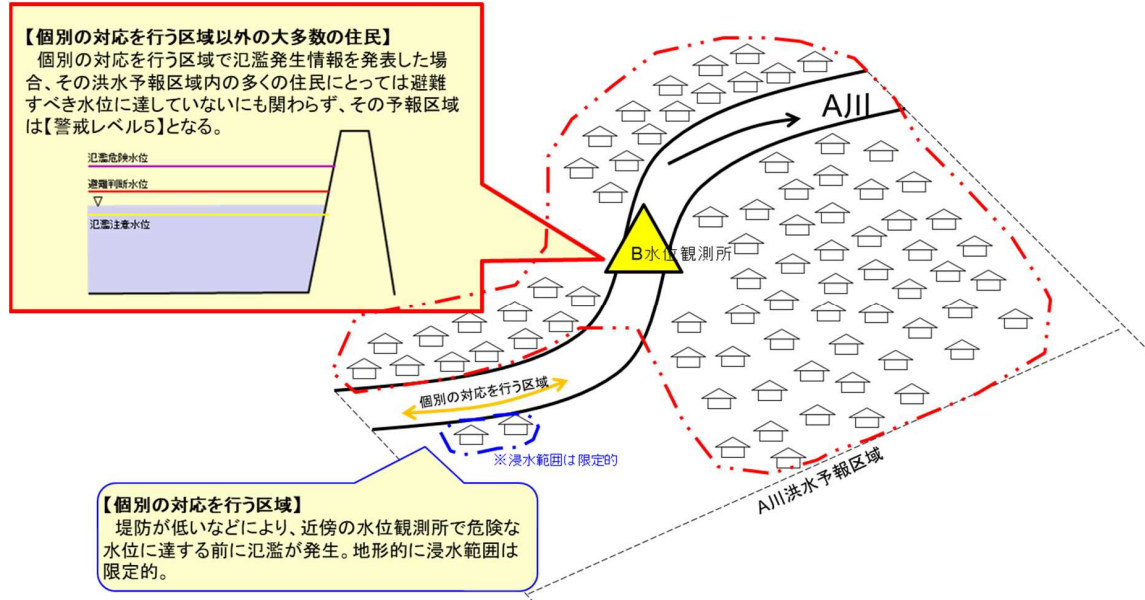 【個別の対応を行う区域以外の大多数の住民】
個別の対応を行う区域で氾濫発生情報を発表した場
合、その洪水予報区域内の多くの住民にとっては避難
すべき水位に達していないにも関わらず、その予報区域
は【警戒レベル５】となる。
氾濫危険水位
避難判断水位
▽
氾濫注意水位
A川
B水位観測所
個別の対応を行う区域
※浸水範囲は限定的
A川洪水予報区域
【個別の対応を行う区域】
堤防が低いなどにより、近傍の水位観測所で危険な
水位に達する前に氾濫が発生。地形的に浸水範囲は
限定的。